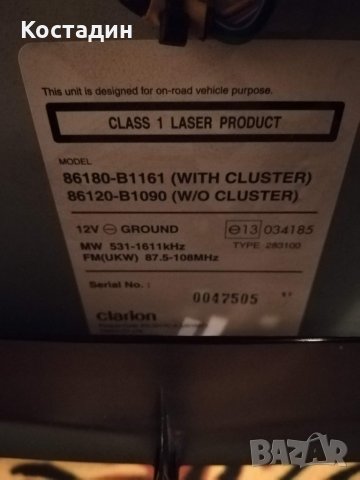 Костадин
This unit is designed for on-road vehicle purpose.
CLASS 1 LASER PRODUCT
MODEL
86180-B1161 (WITH CLUSTER)
86120-B1090 (W/O CLUSTER)
12V ⊖ GROUND
e13 034185
MW 531-1611kHz
TYPE 283100
FM(UKW) 87.5-108MHz
Serial No. :
0047505
clarion
BAZAR